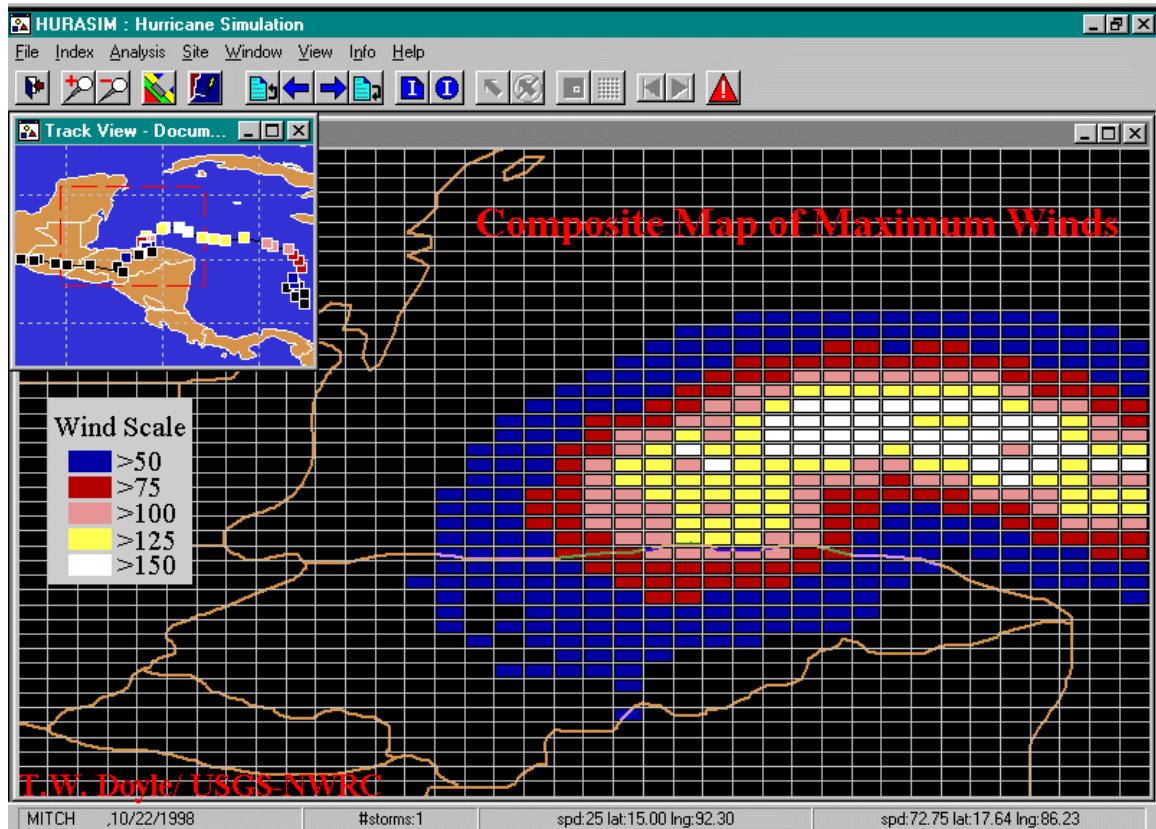 HURASIM : Hurricane Simulation
File Index Analysis Site Window View Info Help
Track View - Docum...
Composite Map of Maximum Winds
Wind Scale
>50
>75
>100
>125
>150
T.W. Doyle/ USGS-NWRC
MITCH ,10/22/1998 #storms:1 spd:25 lat:15.00 lng:92.30 spd:72.75 lat:17.64 lng:86.23